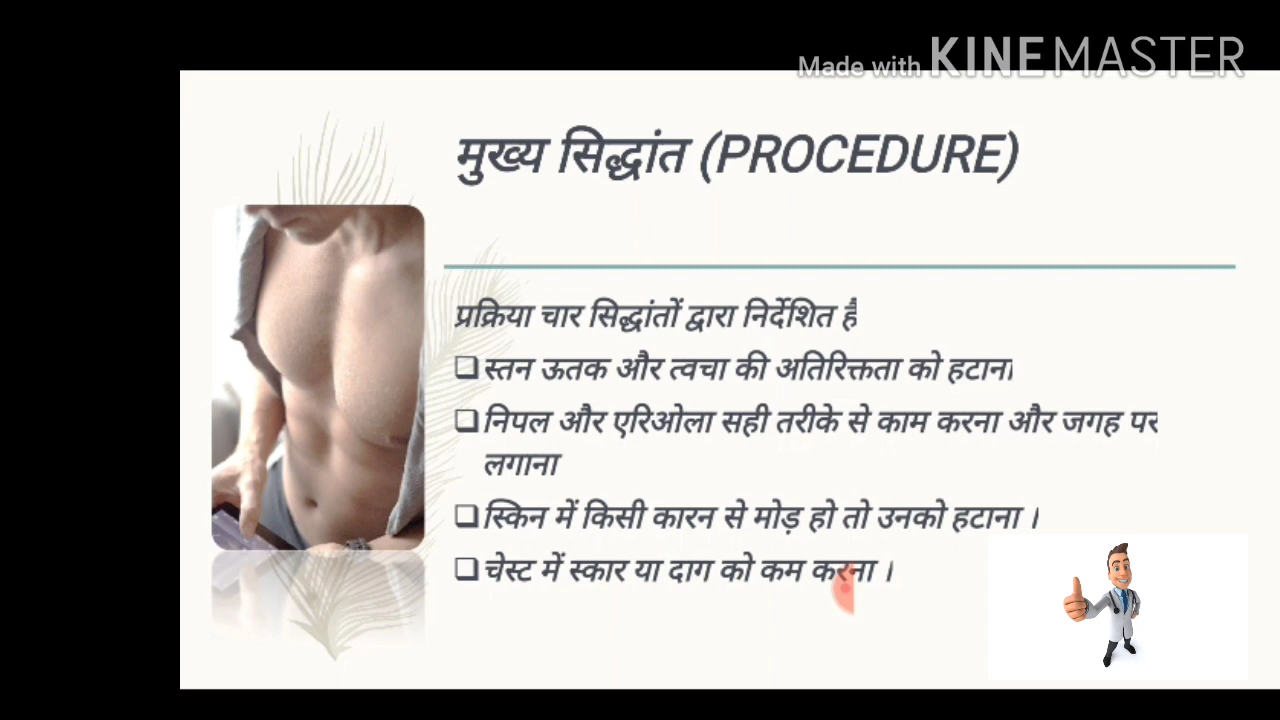 Made with KINEMASTER
मुख्य सिद्धांत (PROCEDURE)
प्रक्रिया चार सिद्धांतों द्वारा निर्देशित है
❑ स्तन ऊतक और त्वचा की अतिरिक्तता को हटाना
❑ निपल और एरिओला सही तरीके से काम करना और जगह पर
लगाना
❑ स्किन में किसी कारन से मोड़ हो तो उनको हटाना ।
❑ चेस्ट में स्कार या दाग को कम करना ।